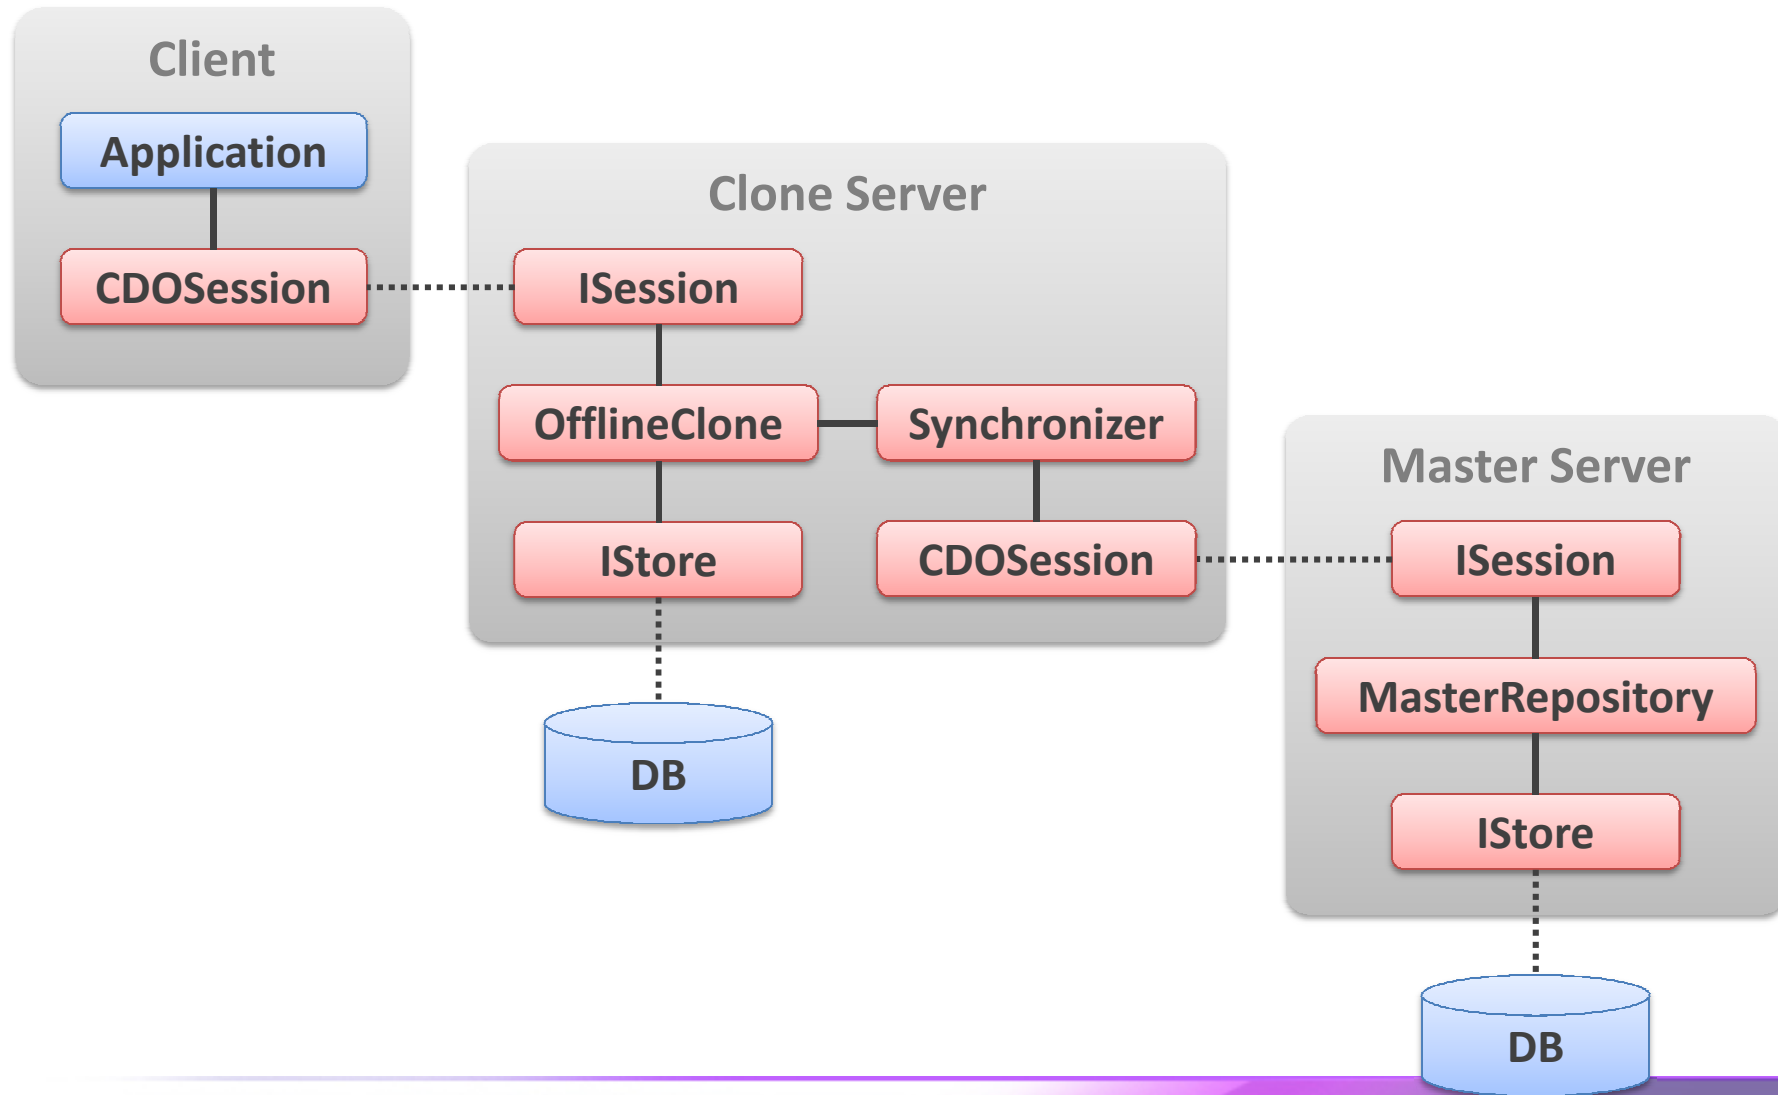 Client
Application
CDOSession
Clone Server
ISession
OfflineClone
Synchronizer
IStore
CDOSession
DB
Master Server
ISession
MasterRepository
IStore
DB